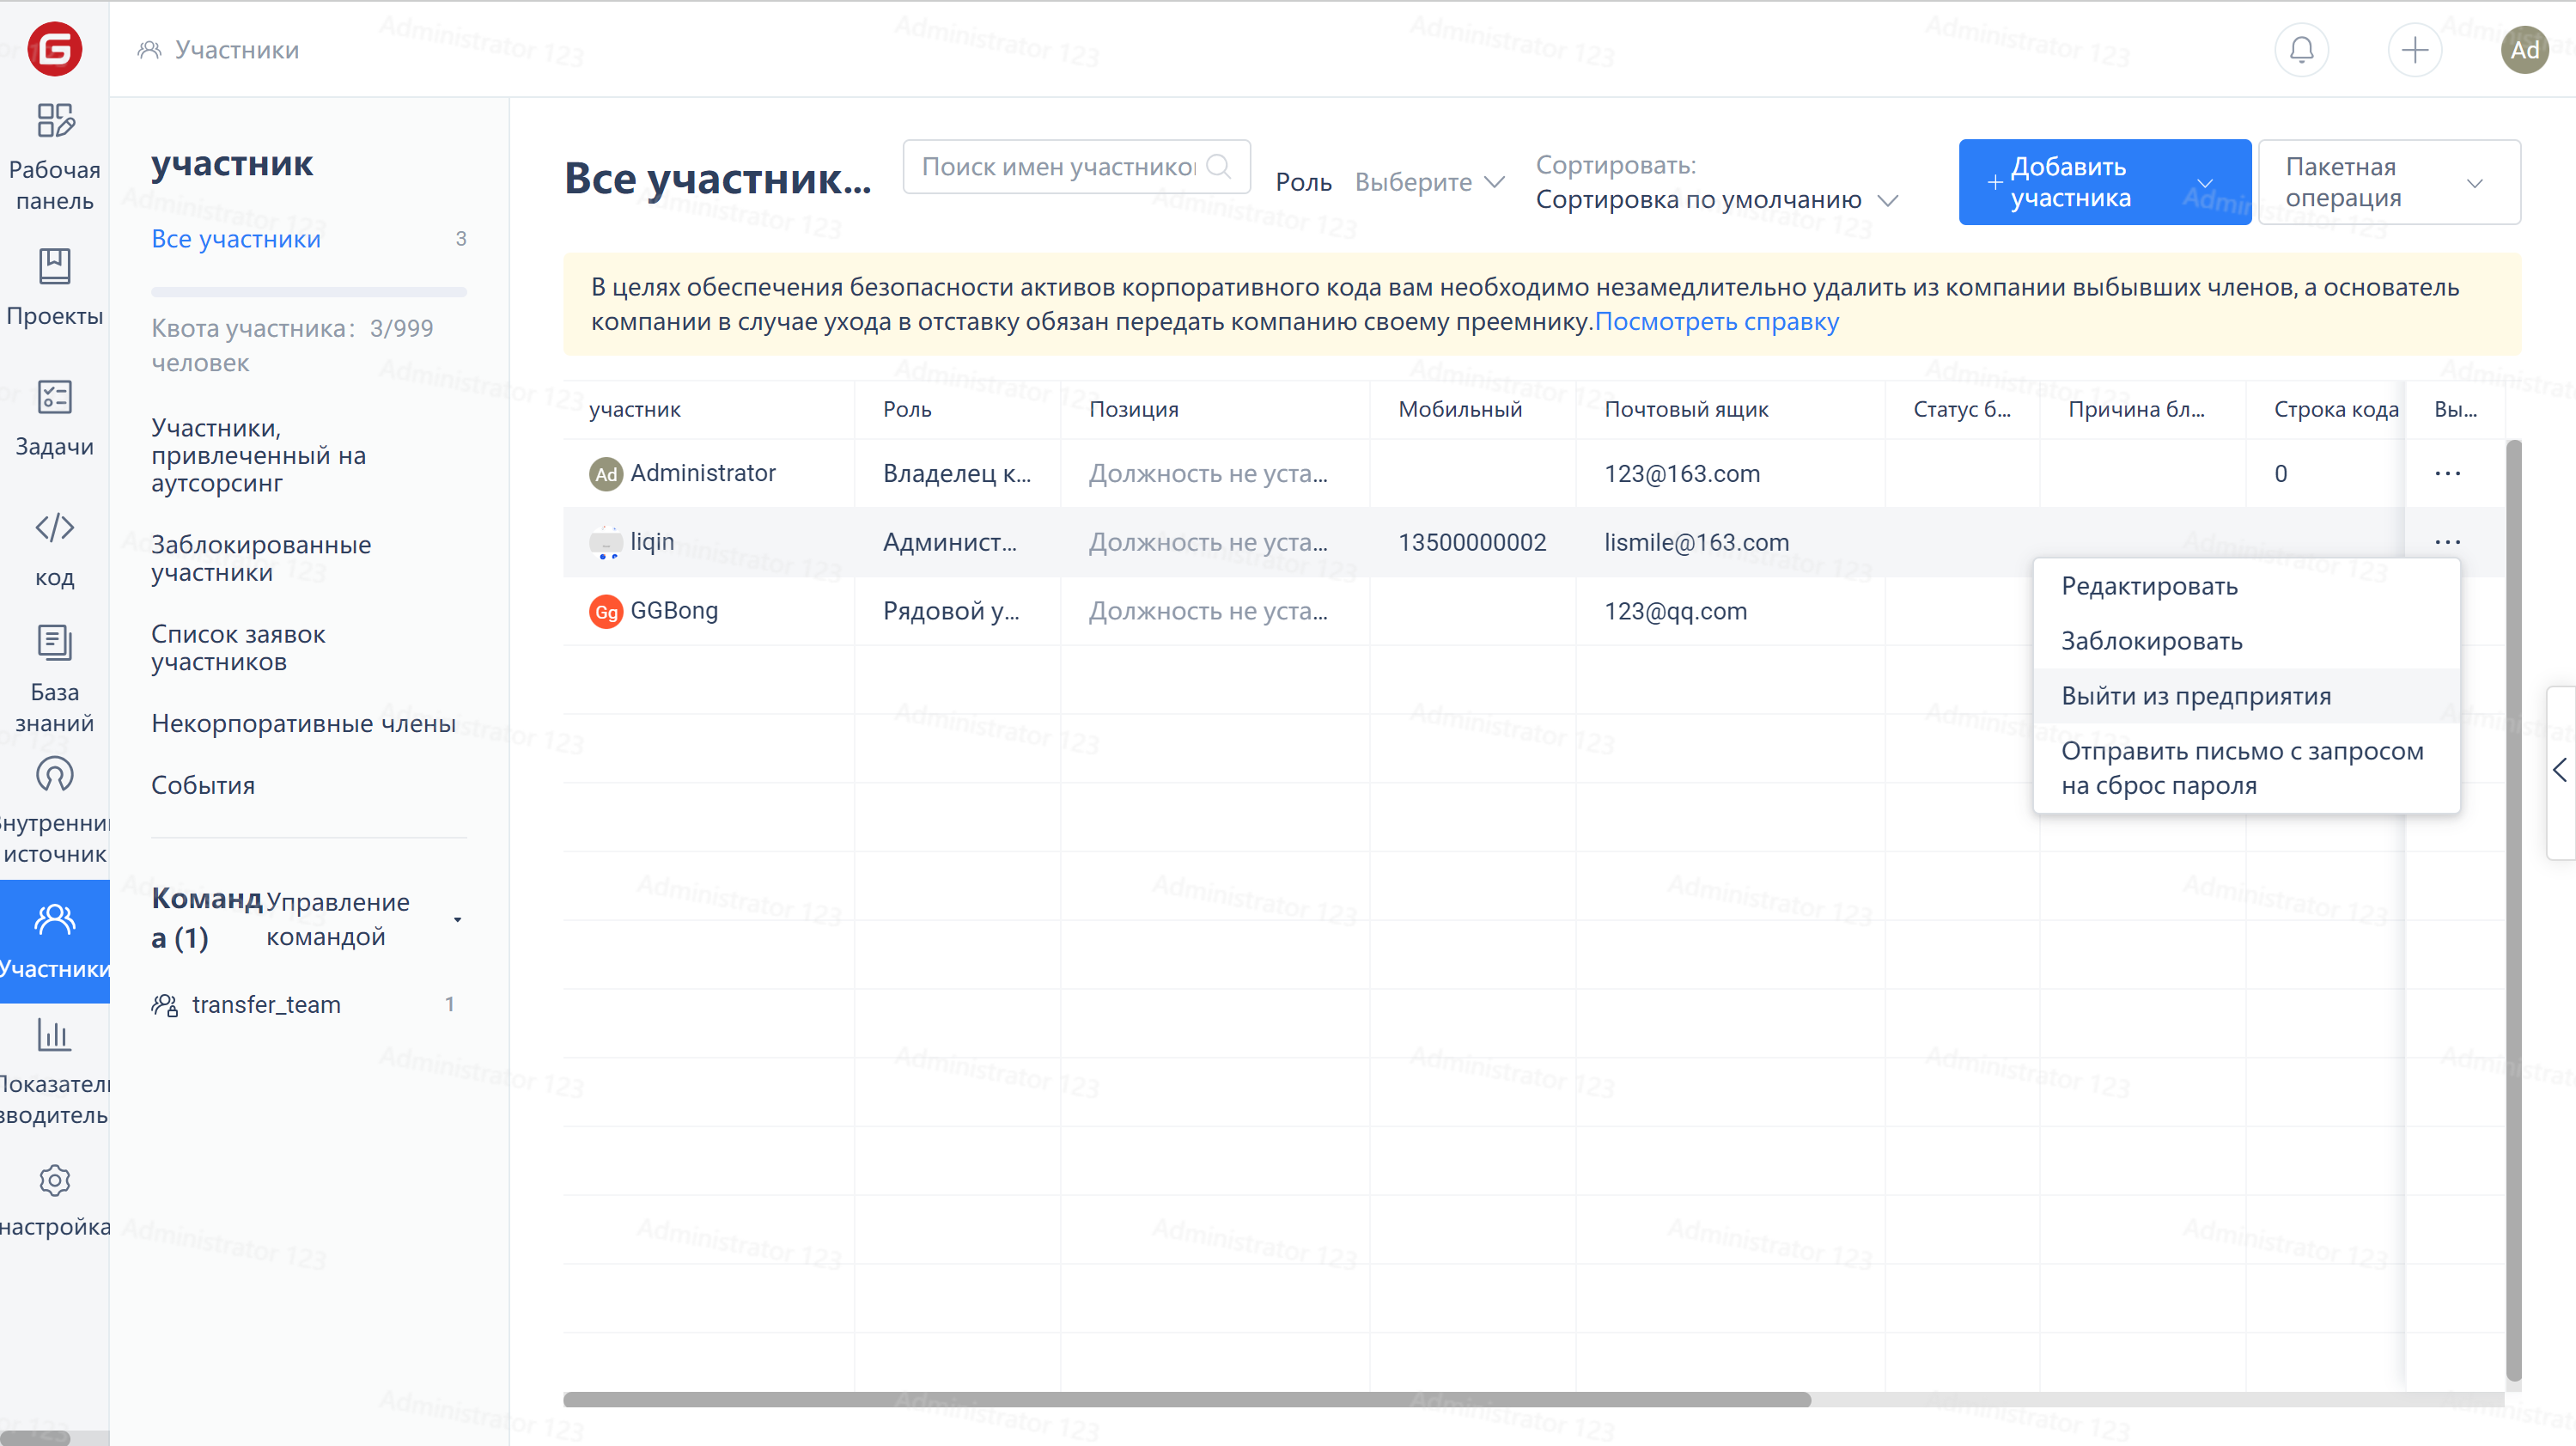 Участники
Ad
Рабочая
панель
Проекты
Задачи
код
База
знаний
нутренни
источник
Участники
Показател
зводитель
настройка
участник
Все участники 3
Квота участника: 3/999
человек
Участники,
привлеченный на
аутсорсинг
Заблокированные
участники
Список заявок
участников
Некорпоративные члены
События
Команд
а (1)
Управление
командой
transfer_team 1
Все участник...
Поиск имен участников
Роль Выберите
Сортировать:
Сортировка по умолчанию
+ Добавить
участника
Пакетная
операция
В целях обеспечения безопасности активов корпоративного кода вам необходимо незамедлительно удалить из компании выбывших членов, а основатель
компании в случае ухода в отставку обязан передать компанию своему преемнику.Посмотреть справку
участник Роль Позиция Мобильный Почтовый ящик Статус б... Причина бл... Строка кода Вы...
Ad Administrator Владелец к... Должность не уста... 123@163.com 0 ...
liqin Админист... Должность не уста... 13500000002 lismile@163.com ...
Gg GGBong Рядовой у... Должность не уста... 123@qq.com
Редактировать
Заблокировать
Выйти из предприятия
Отправить письмо с запросом
на сброс пароля
Administrator 123